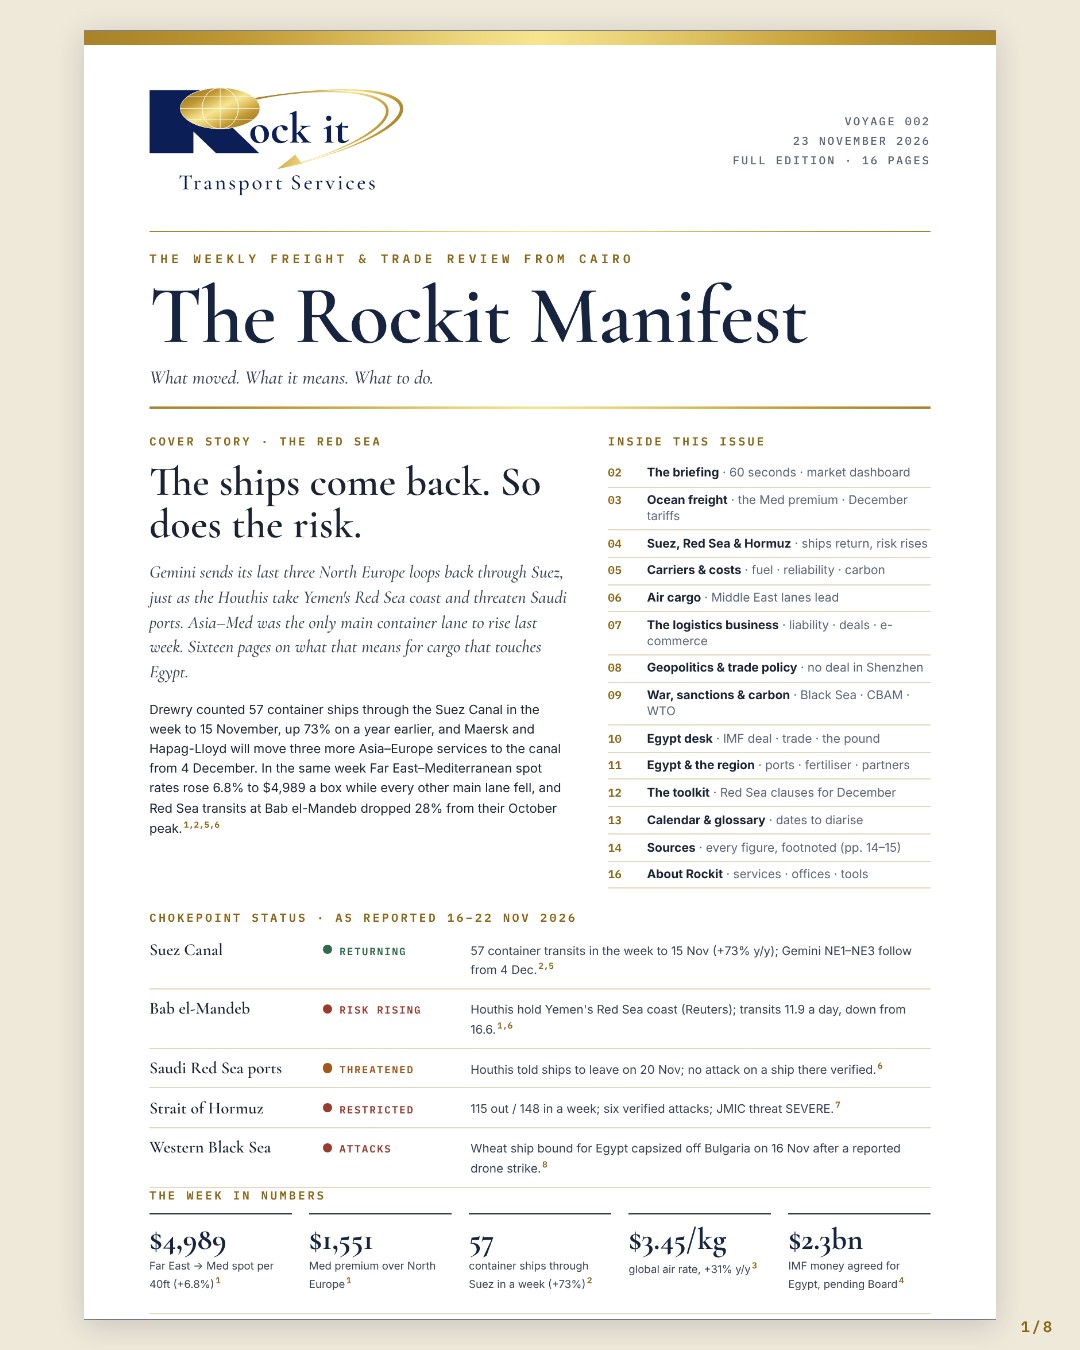 Rock it
Transport Services
VOYAGE 002
23 NOVEMBER 2026
FULL EDITION · 16 PAGES
THE WEEKLY FREIGHT & TRADE REVIEW FROM CAIRO
The Rockit Manifest
What moved. What it means. What to do.
COVER STORY · THE RED SEA
The ships come back. So
does the risk.
Gemini sends its last three North Europe loops back through Suez,
just as the Houthis take Yemen's Red Sea coast and threaten Saudi
ports. Asia–Med was the only main container lane to rise last
week. Sixteen pages on what that means for cargo that touches
Egypt.
Drewry counted 57 container ships through the Suez Canal in the
week to 15 November, up 73% on a year earlier, and Maersk and
Hapag-Lloyd will move three more Asia–Europe services to the canal
from 4 December. In the same week Far East–Mediterranean spot
rates rose 6.8% to $4,989 a box while every other main lane fell, and
Red Sea transits at Bab el-Mandeb dropped 28% from their October
peak.1,2,5,6
INSIDE THIS ISSUE
02 The briefing · 60 seconds · market dashboard
03 Ocean freight · the Med premium · December
tariffs
04 Suez, Red Sea & Hormuz · ships return, risk rises
05 Carriers & costs · fuel · reliability · carbon
06 Air cargo · Middle East lanes lead
07 The logistics business · liability · deals · e-
commerce
08 Geopolitics & trade policy · no deal in Shenzhen
09 War, sanctions & carbon · Black Sea · CBAM ·
WTO
10 Egypt desk · IMF deal · trade · the pound
11 Egypt & the region · ports · fertiliser · partners
12 The toolkit · Red Sea clauses for December
13 Calendar & glossary · dates to diarise
14 Sources · every figure, footnoted (pp. 14–15)
16 About Rockit · services · offices · tools
CHOKEPOINT STATUS · AS REPORTED 16–22 NOV 2026
Suez Canal RETURNING 57 container transits in the week to 15 Nov (+73% y/y); Gemini NE1–NE3 follow
from 4 Dec.2,5
Bab el-Mandeb RISK RISING Houthis hold Yemen's Red Sea coast (Reuters); transits 11.9 a day, down from
16.6.1,6
Saudi Red Sea ports THREATENED Houthis told ships to leave on 20 Nov; no attack on a ship there verified.6
Strait of Hormuz RESTRICTED 115 out / 148 in a week; six verified attacks; JMIC threat SEVERE.7
Western Black Sea ATTACKS Wheat ship bound for Egypt capsized off Bulgaria on 16 Nov after a reported
drone strike.8
THE WEEK IN NUMBERS
$4,989
Far East → Med spot per
40ft (+6.8%)1
$1,551
Med premium over North
Europe1
57
container ships through
Suez in a week (+73%)2
$3.45/kg
global air rate, +31% y/y3
$2.3bn
IMF money agreed for
Egypt, pending Board4
1/8